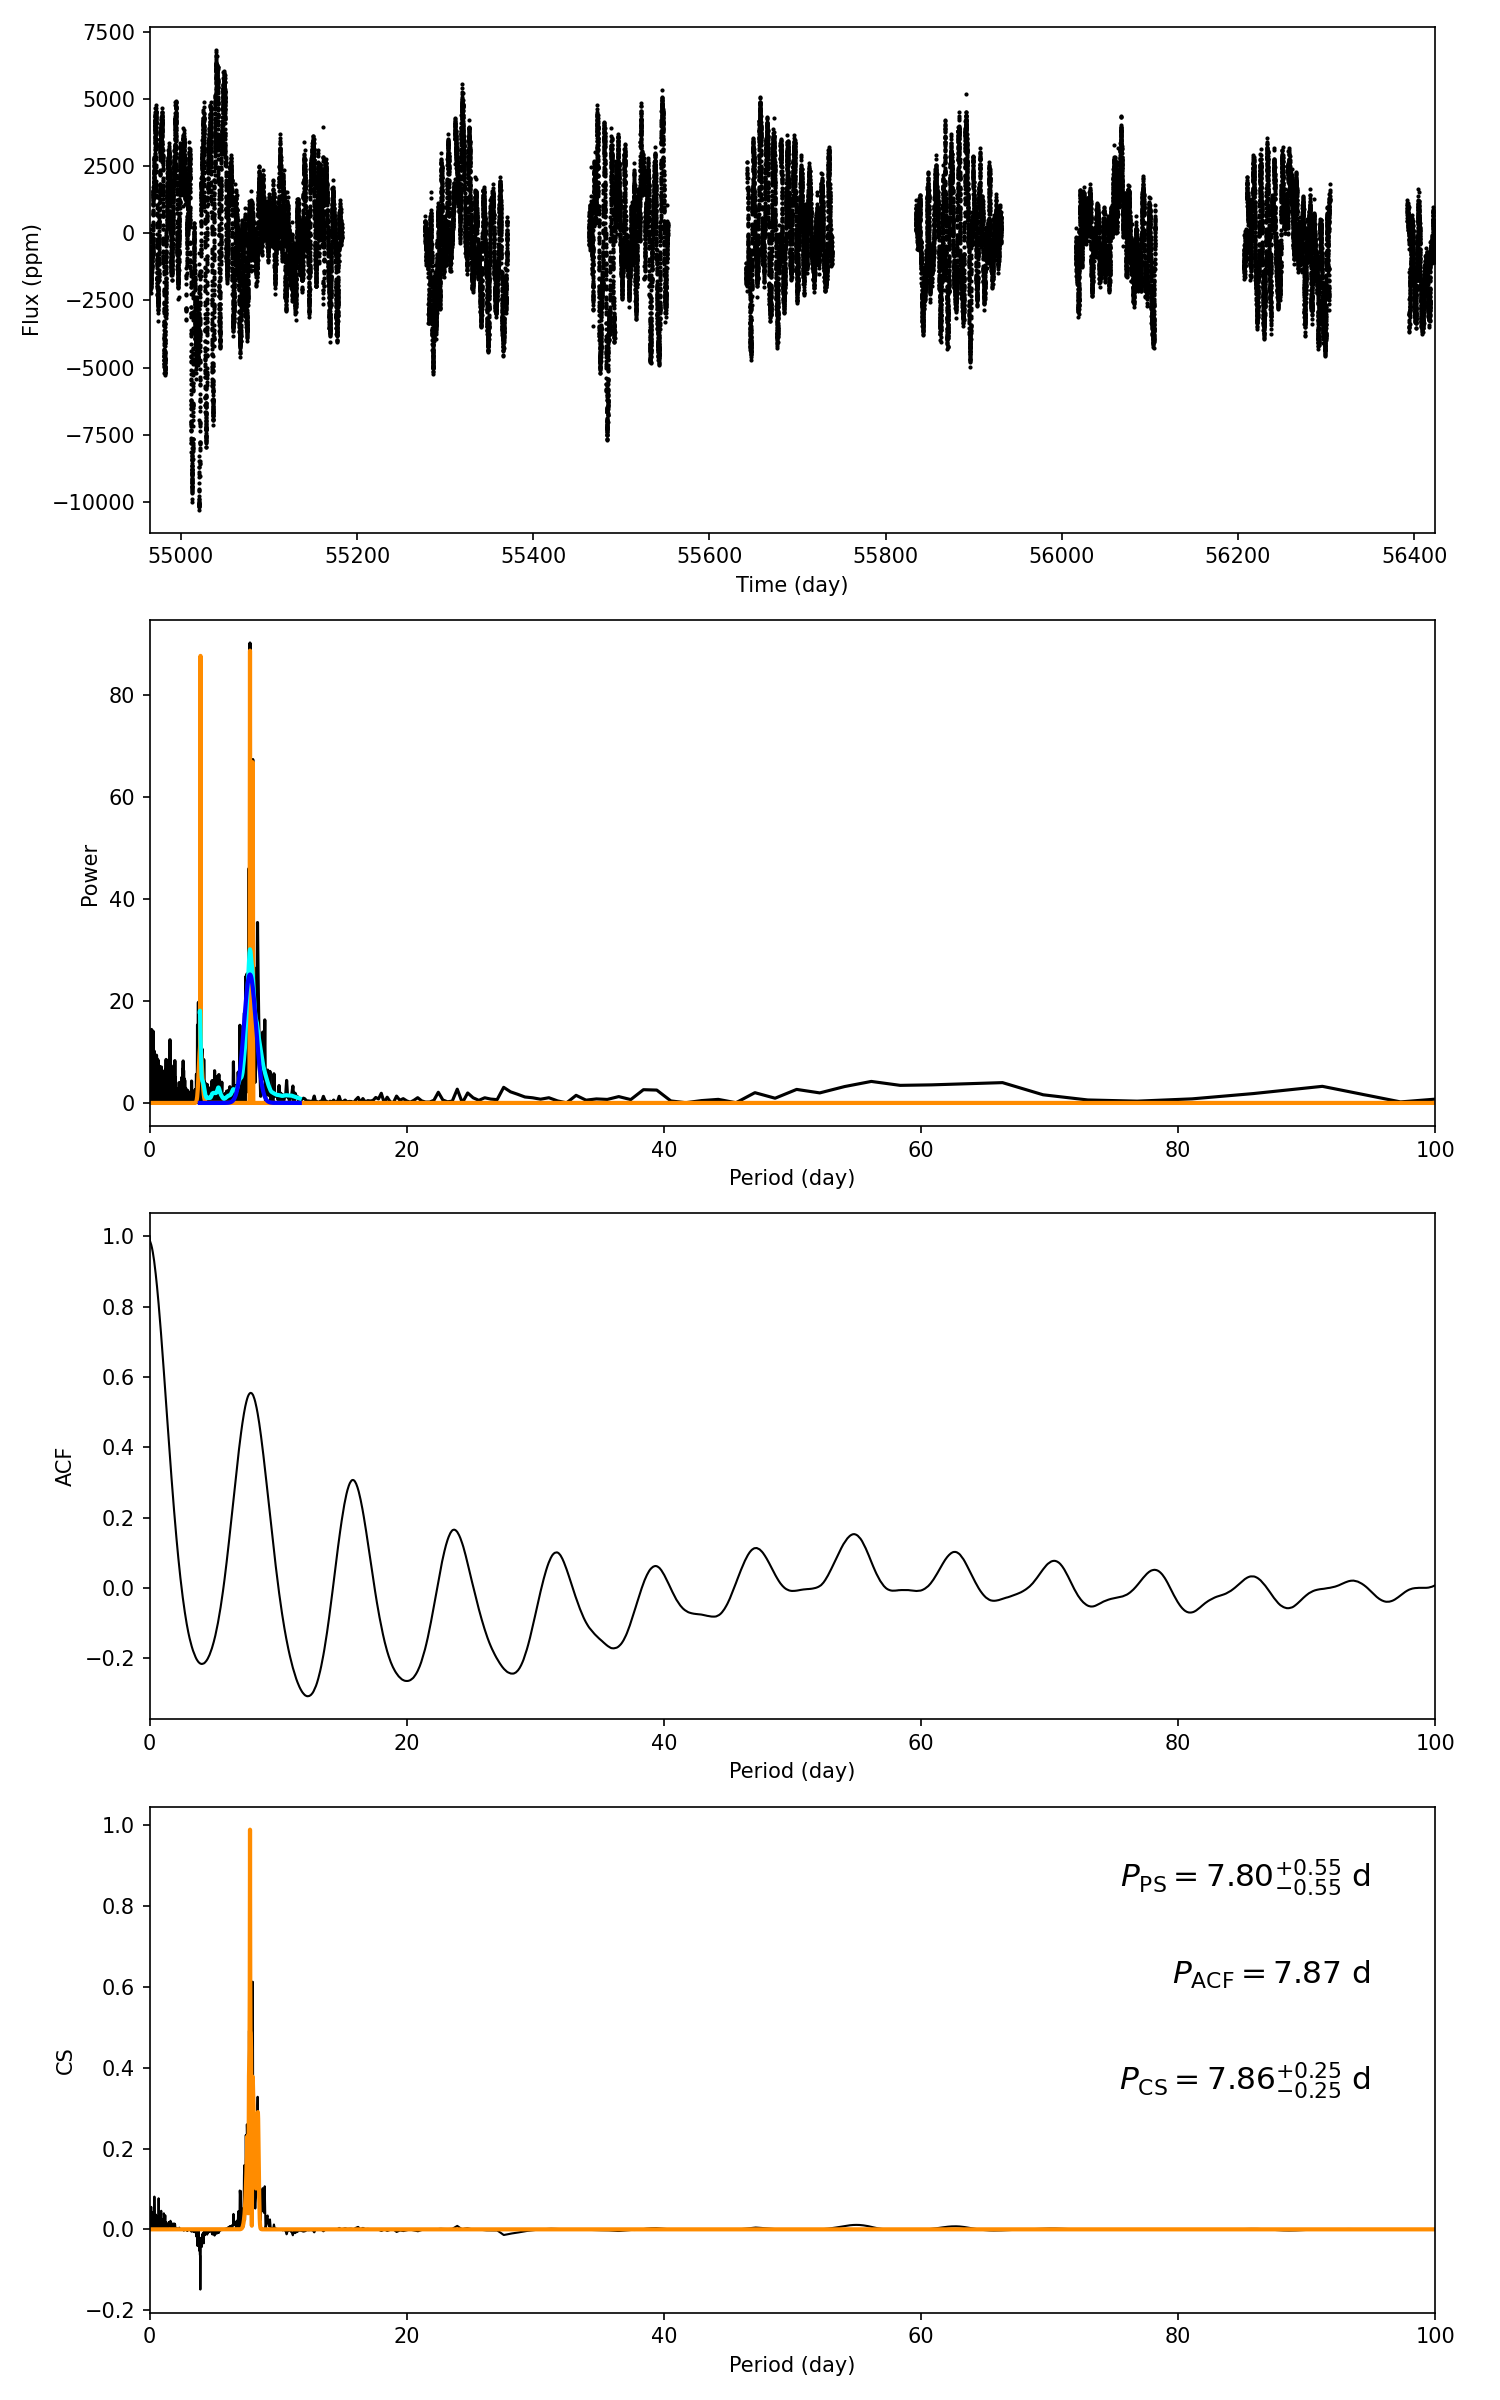 7500
5000
2500
0
−2500
−5000
−7500
−10000
Flux (ppm)
55000 55200 55400 55600 55800 56000 56200 56400
Time (day)
80
60
40
20
0
Power
0 20 40 60 80 100
Period (day)
1.0
0.8
0.6
0.4
0.2
0.0
−0.2
ACF
0 20 40 60 80 100
Period (day)
1.0
0.8
0.6
0.4
0.2
0.0
−0.2
CS
P_PS = 7.80 +0.55 −0.55 d
P_ACF = 7.87 d
P_CS = 7.86 +0.25 −0.25 d
0 20 40 60 80 100
Period (day)